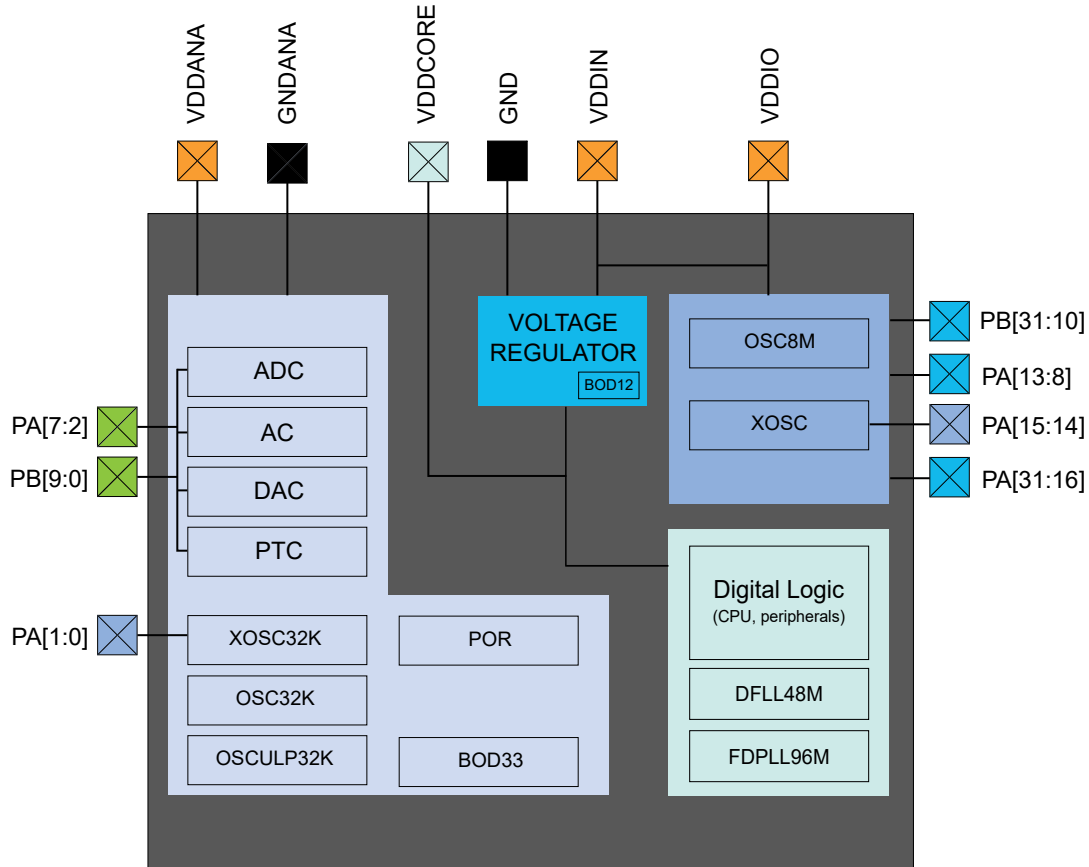 VDDANA
GNDANA
VDDCORE
GND
VDDIN
VDDIO
VOLTAGE
REGULATOR
BOD12
OSC8M
XOSC
PB[31:10]
PA[13:8]
PA[15:14]
PA[31:16]
ADC
AC
DAC
PTC
PA[7:2]
PB[9:0]
PA[1:0]
XOSC32K
OSC32K
OSCULP32K
POR
BOD33
Digital Logic
(CPU, peripherals)
DFLL48M
FDPLL96M